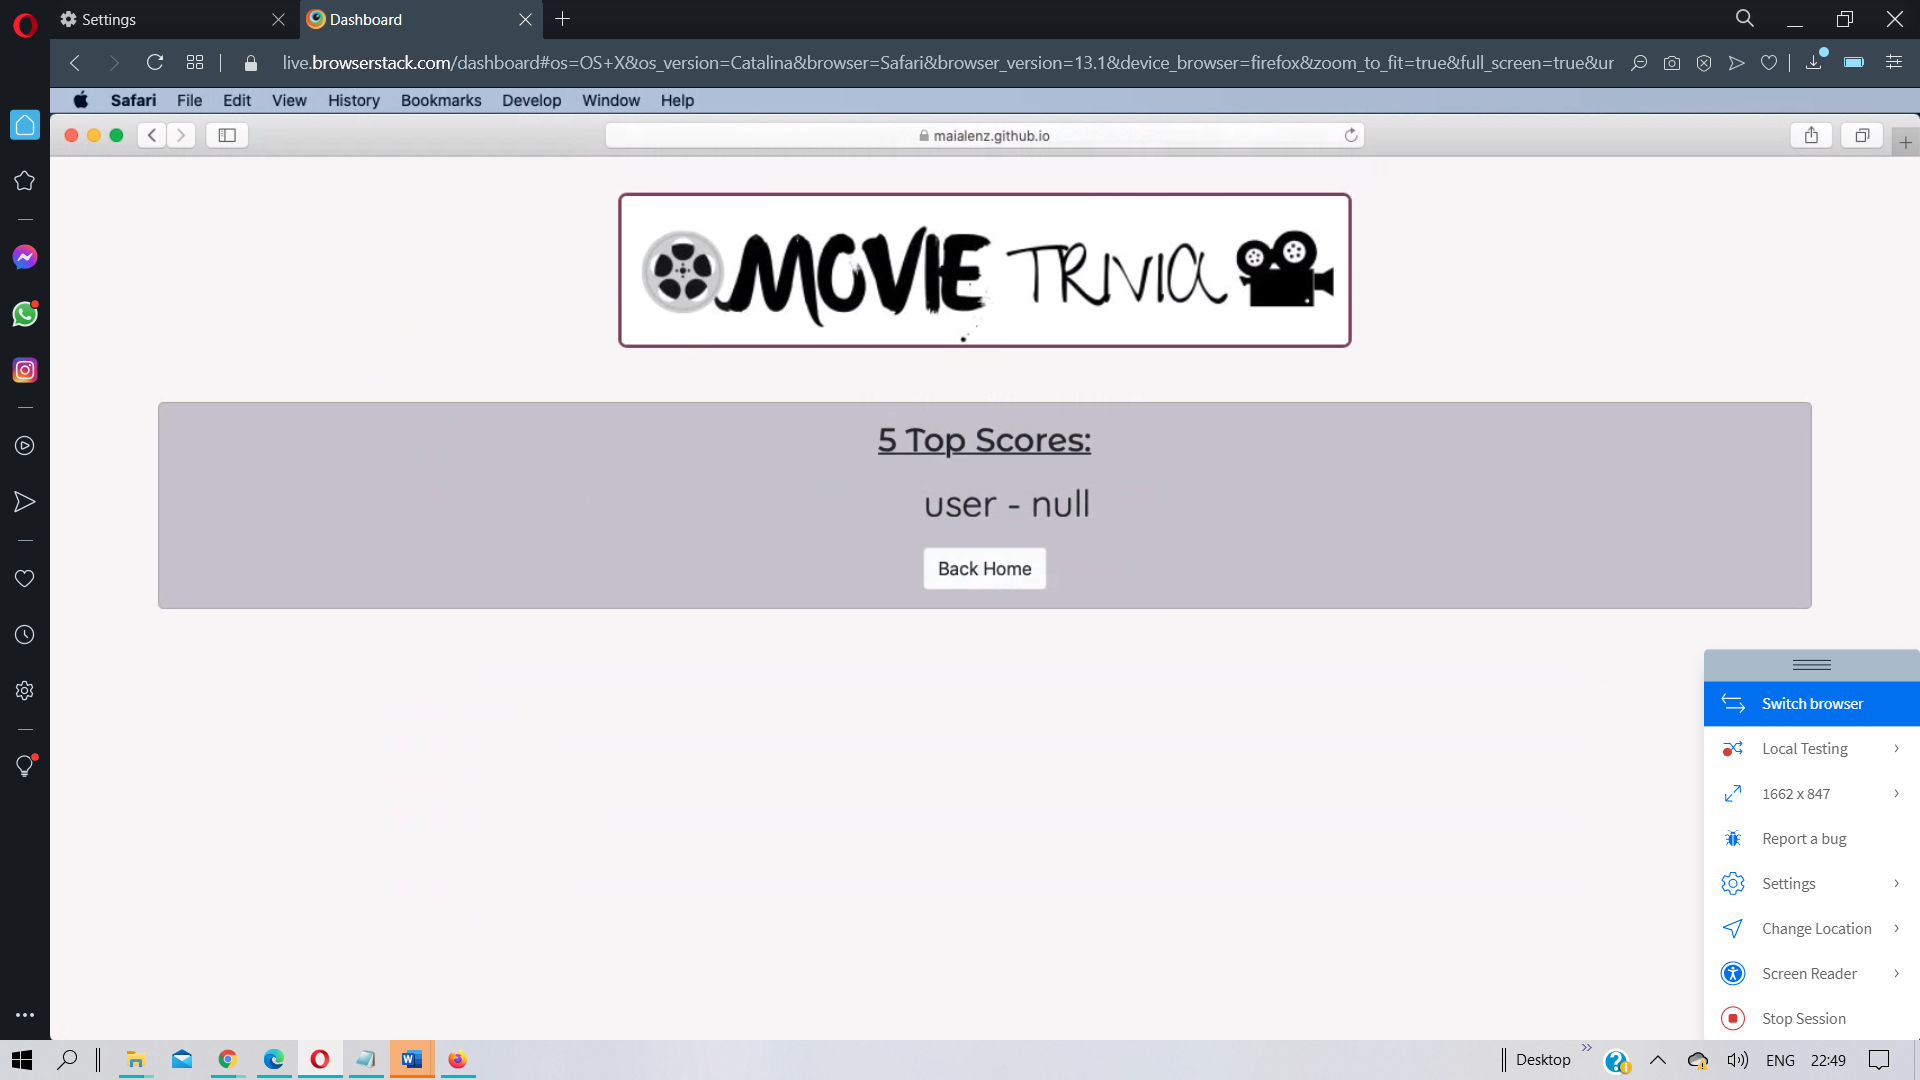 Settings
Dashboard
live.browserstack.com/dashboard#os=OS+X&os_version=Catalina&browser=Safari&browser_version=13.1&device_browser=firefox&zoom_to_fit=true&full_screen=true&ur
Safari File Edit View History Bookmarks Develop Window Help
maialenz.github.io
MOVIE TRIVIA
5 Top Scores:
user - null
Back Home
Switch browser
Local Testing
1662 x 847
Report a bug
Settings
Change Location
Screen Reader
Stop Session
Desktop
ENG
22:49